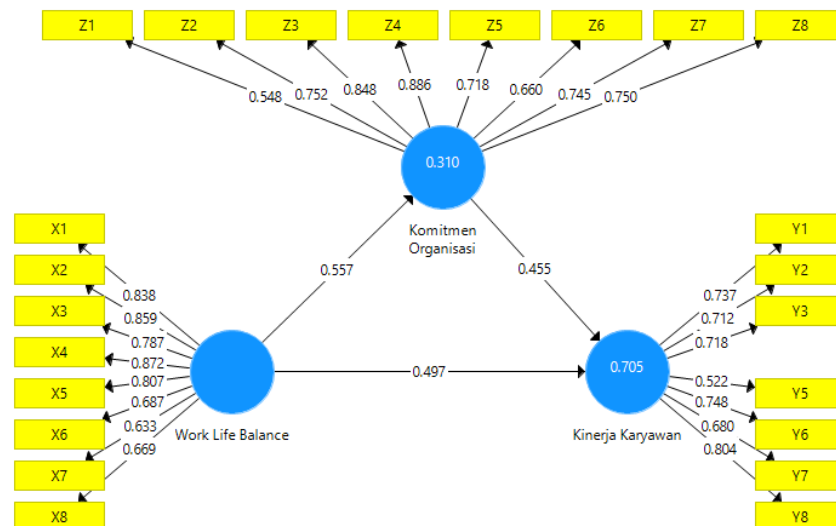 Z1 Z2 Z3 Z4 Z5 Z6 Z7 Z8
0.548 0.752 0.848 0.886 0.718 0.660 0.745 0.750
0.310
Komitmen
Organisasi
0.557
0.455
X1
X2
X3
X4
X5
X6
X7
X8
0.838
0.859
0.787
0.872
0.807
0.687
0.633
0.669
Work Life Balance
0.497
0.705
Kinerja Karyawan
0.737
0.712
0.718
0.522
0.748
0.680
0.804
Y1
Y2
Y3
Y5
Y6
Y7
Y8